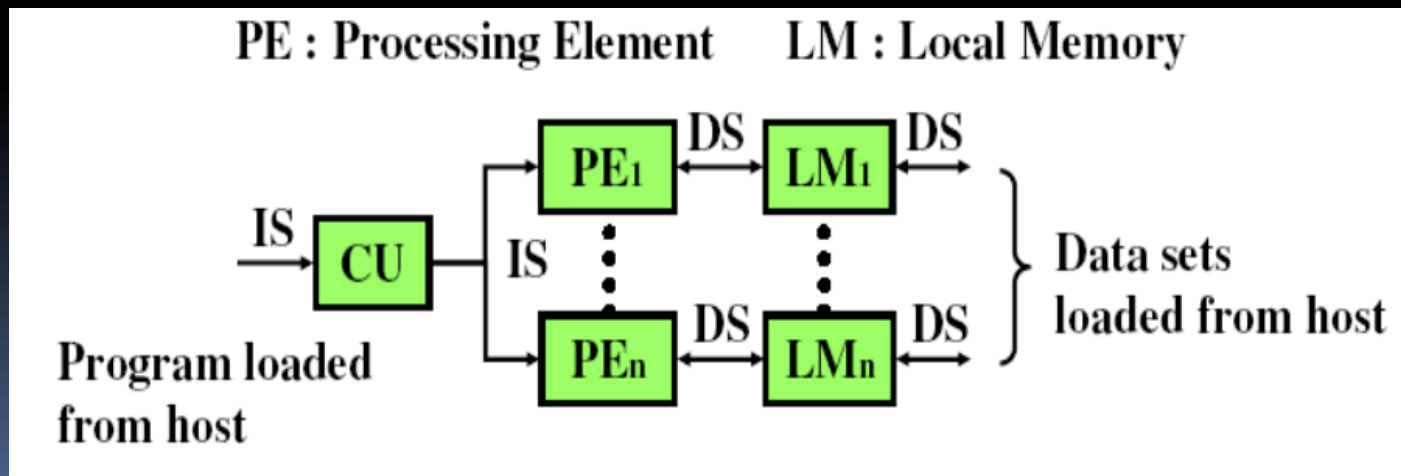 PE : Processing Element LM : Local Memory
DS DS
PE1 LM1
IS
CU IS
Data sets
loaded from host
DS DS
PEn LMn
Program loaded
from host